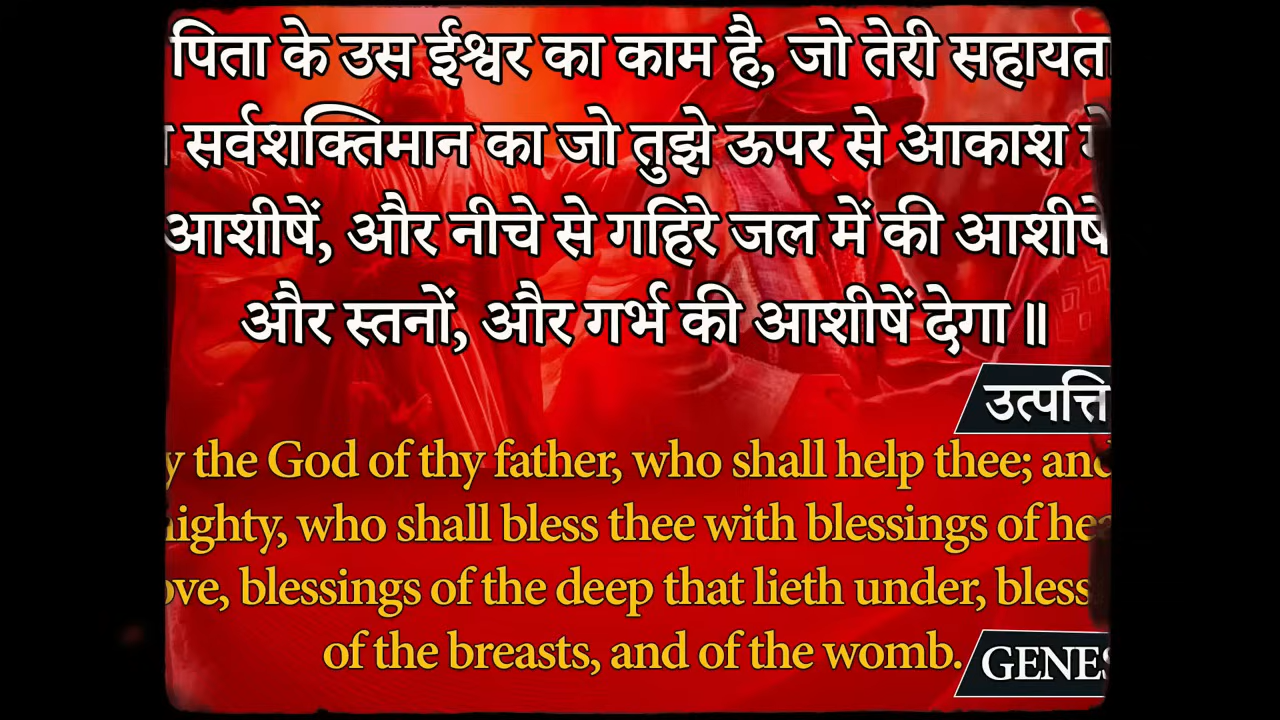 पिता के उस ईश्वर का काम है, जो तेरी सहायता
सर्वशक्तिमान का जो तुझे ऊपर से आकाश में
आशीषें, और नीचे से गहिरे जल में की आशीषें
और स्तनों, और गर्भ की आशीषें देगा॥
उत्पत्ति
the God of thy father, who shall help thee; and
who shall bless thee with blessings of
blessings of the deep that lieth under,
of the breasts, and of the womb.